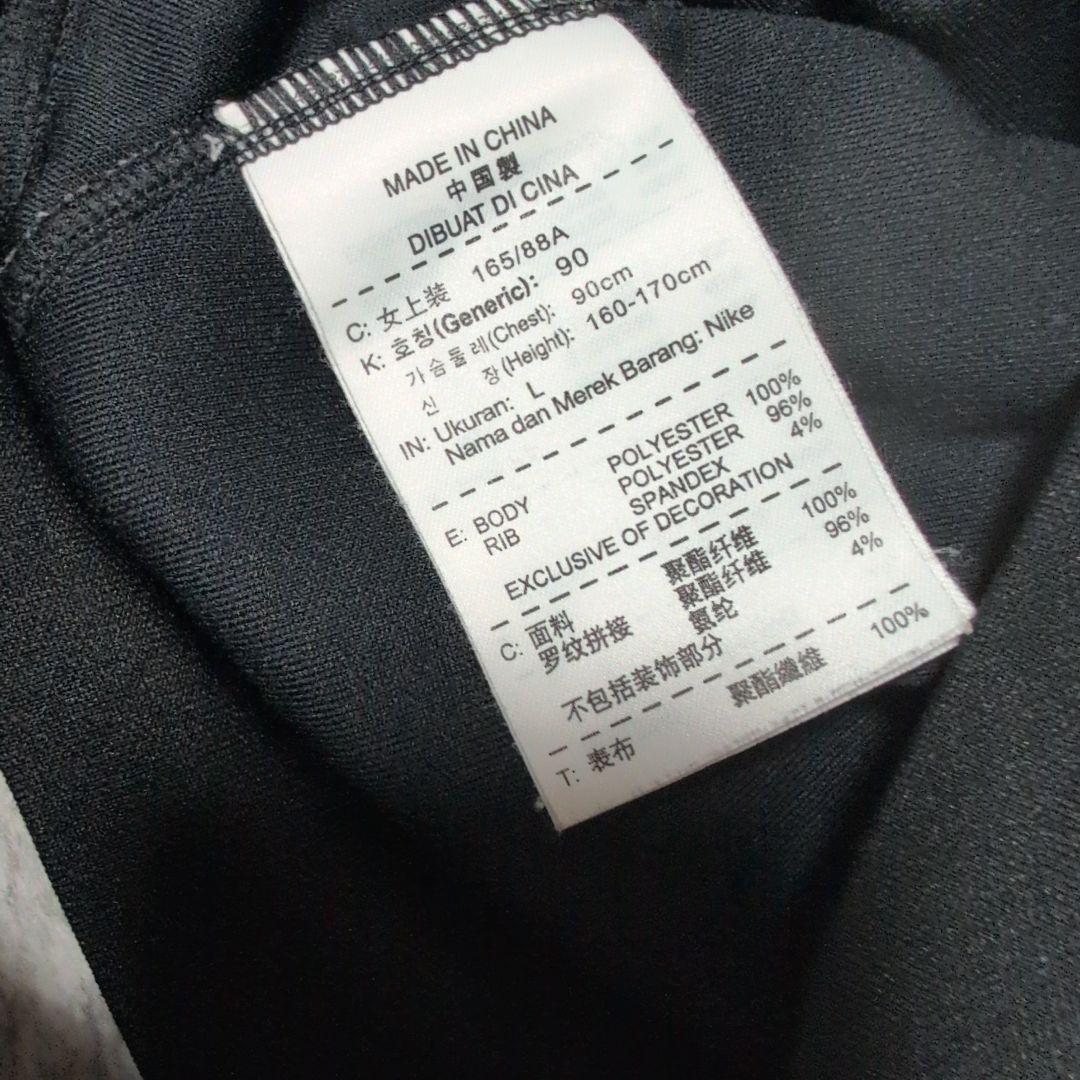 MADE IN CHINA
中国製
DIBUAT DI CINA
C: 女上装 165/88A
K: 호칭(Generic): 90
가슴둘레(Chest): 90cm
신 장(Height): 160-170cm
IN: Ukuran: L
Nama dan Merek Barang: Nike
E: BODY POLYESTER 100%
RIB POLYESTER 96%
SPANDEX 4%
EXCLUSIVE OF DECORATION
C: 面料 聚酯纤维 100%
罗纹拼接 聚酯纤维 96%
氨纶 4%
不包括装饰部分
T: 表布 聚酯纖維 100%